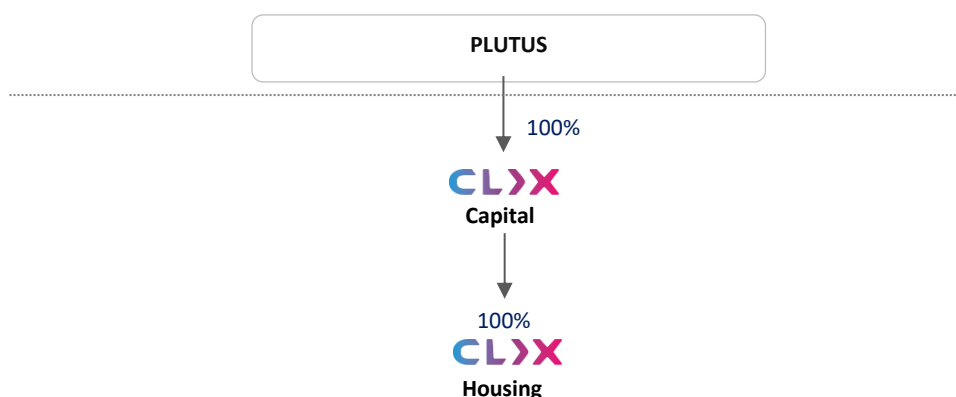 PLUTUS
100%
CLIX
Capital
100%
CLIX
Housing